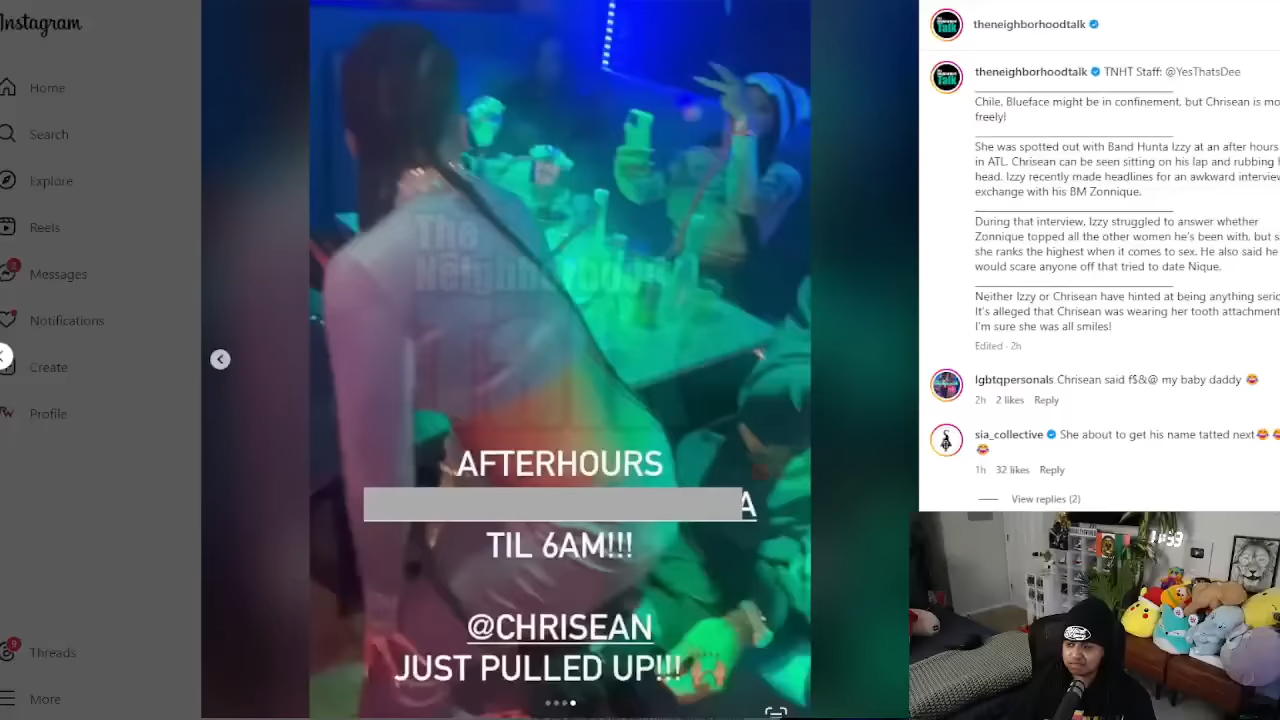 Instagram
Home
Search
Explore
Reels
Messages
Notifications
Create
Profile
Threads
More
The
Neighborhood
AFTERHOURS
A
TIL 6AM!!!
@CHRISEAN
JUST PULLED UP!!!
theneighborhoodtalk
theneighborhoodtalk TNHT Staff: @YesThatsDee
Chile, Blueface might be in confinement, but Chrisean is mo
freely!
She was spotted out with Band Hunta Izzy at an after hours
in ATL. Chrisean can be seen sitting on his lap and rubbing h
head. Izzy recently made headlines for an awkward interview
exchange with his BM Zonnique.
During that interview, Izzy struggled to answer whether
Zonnique topped all the other women he's been with, but s
she ranks the highest when it comes to sex. He also said he
would scare anyone off that tried to date Nique.
Neither Izzy or Chrisean have hinted at being anything serio
It's alleged that Chrisean was wearing her tooth attachment
I'm sure she was all smiles!
Edited · 2h
lgbtqpersonals Chrisean said f$&@ my baby daddy 😂
2h 2 likes Reply
sia_collective She about to get his name tatted next😂😂
😂
1h 32 likes Reply
View replies (2)